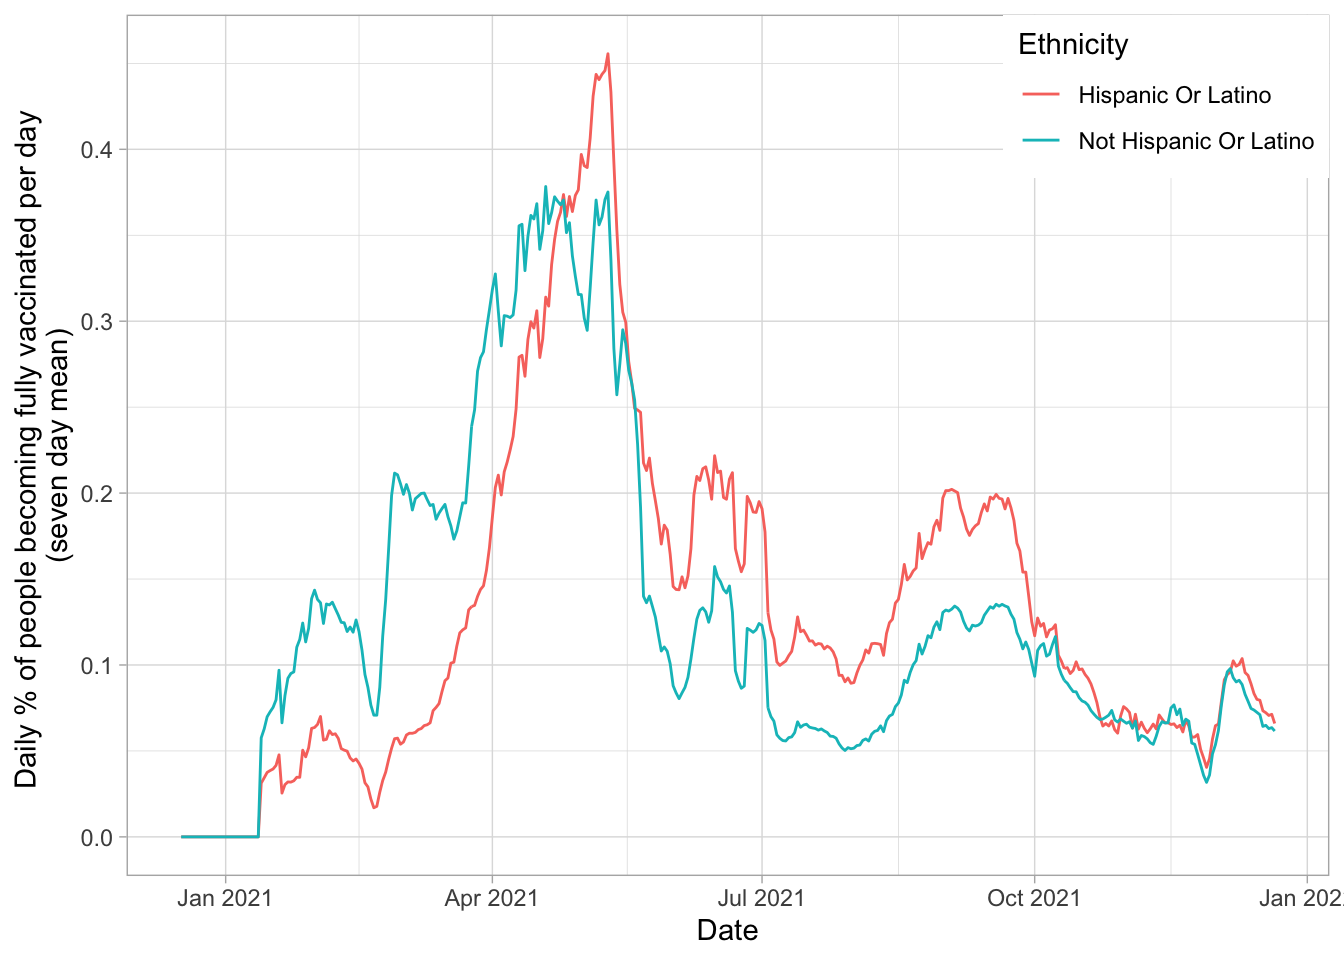 Ethnicity
Hispanic Or Latino
Not Hispanic Or Latino
Daily % of people becoming fully vaccinated per day
(seven day mean)
0.4
0.3
0.2
0.1
0.0
Jan 2021
Apr 2021
Jul 2021
Oct 2021
Jan 202
Date